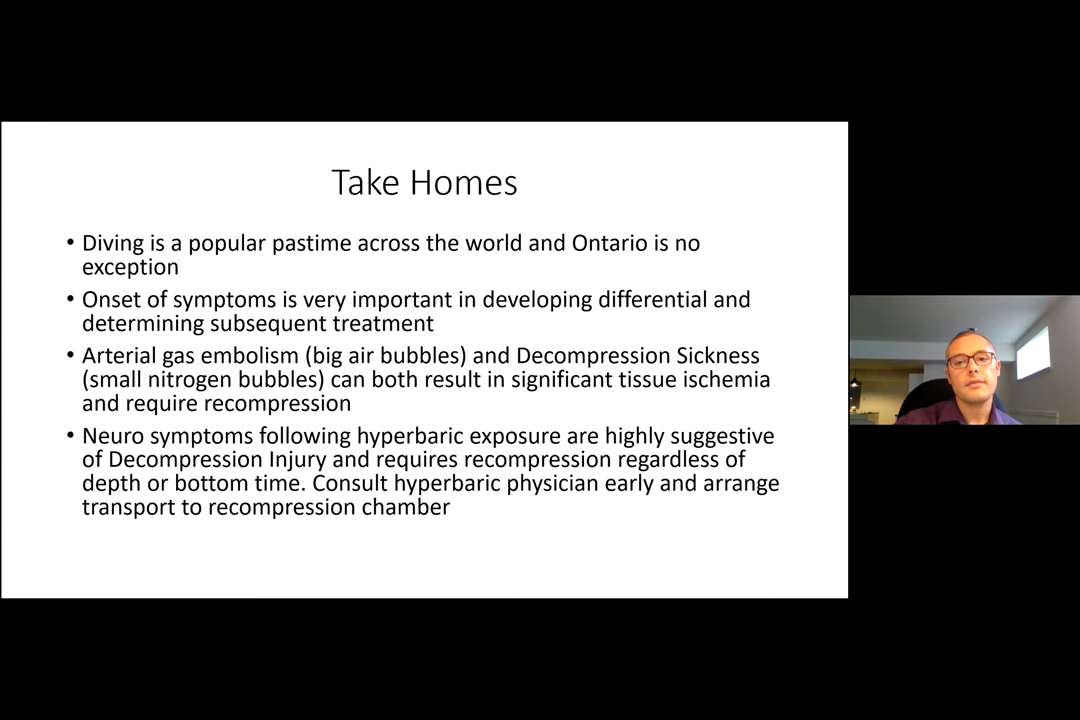 Take Homes
• Diving is a popular pastime across the world and Ontario is no
exception
• Onset of symptoms is very important in developing differential and
determining subsequent treatment
• Arterial gas embolism (big air bubbles) and Decompression Sickness
(small nitrogen bubbles) can both result in significant tissue ischemia
and require recompression
• Neuro symptoms following hyperbaric exposure are highly suggestive
of Decompression Injury and requires recompression regardless of
depth or bottom time. Consult hyperbaric physician early and arrange
transport to recompression chamber